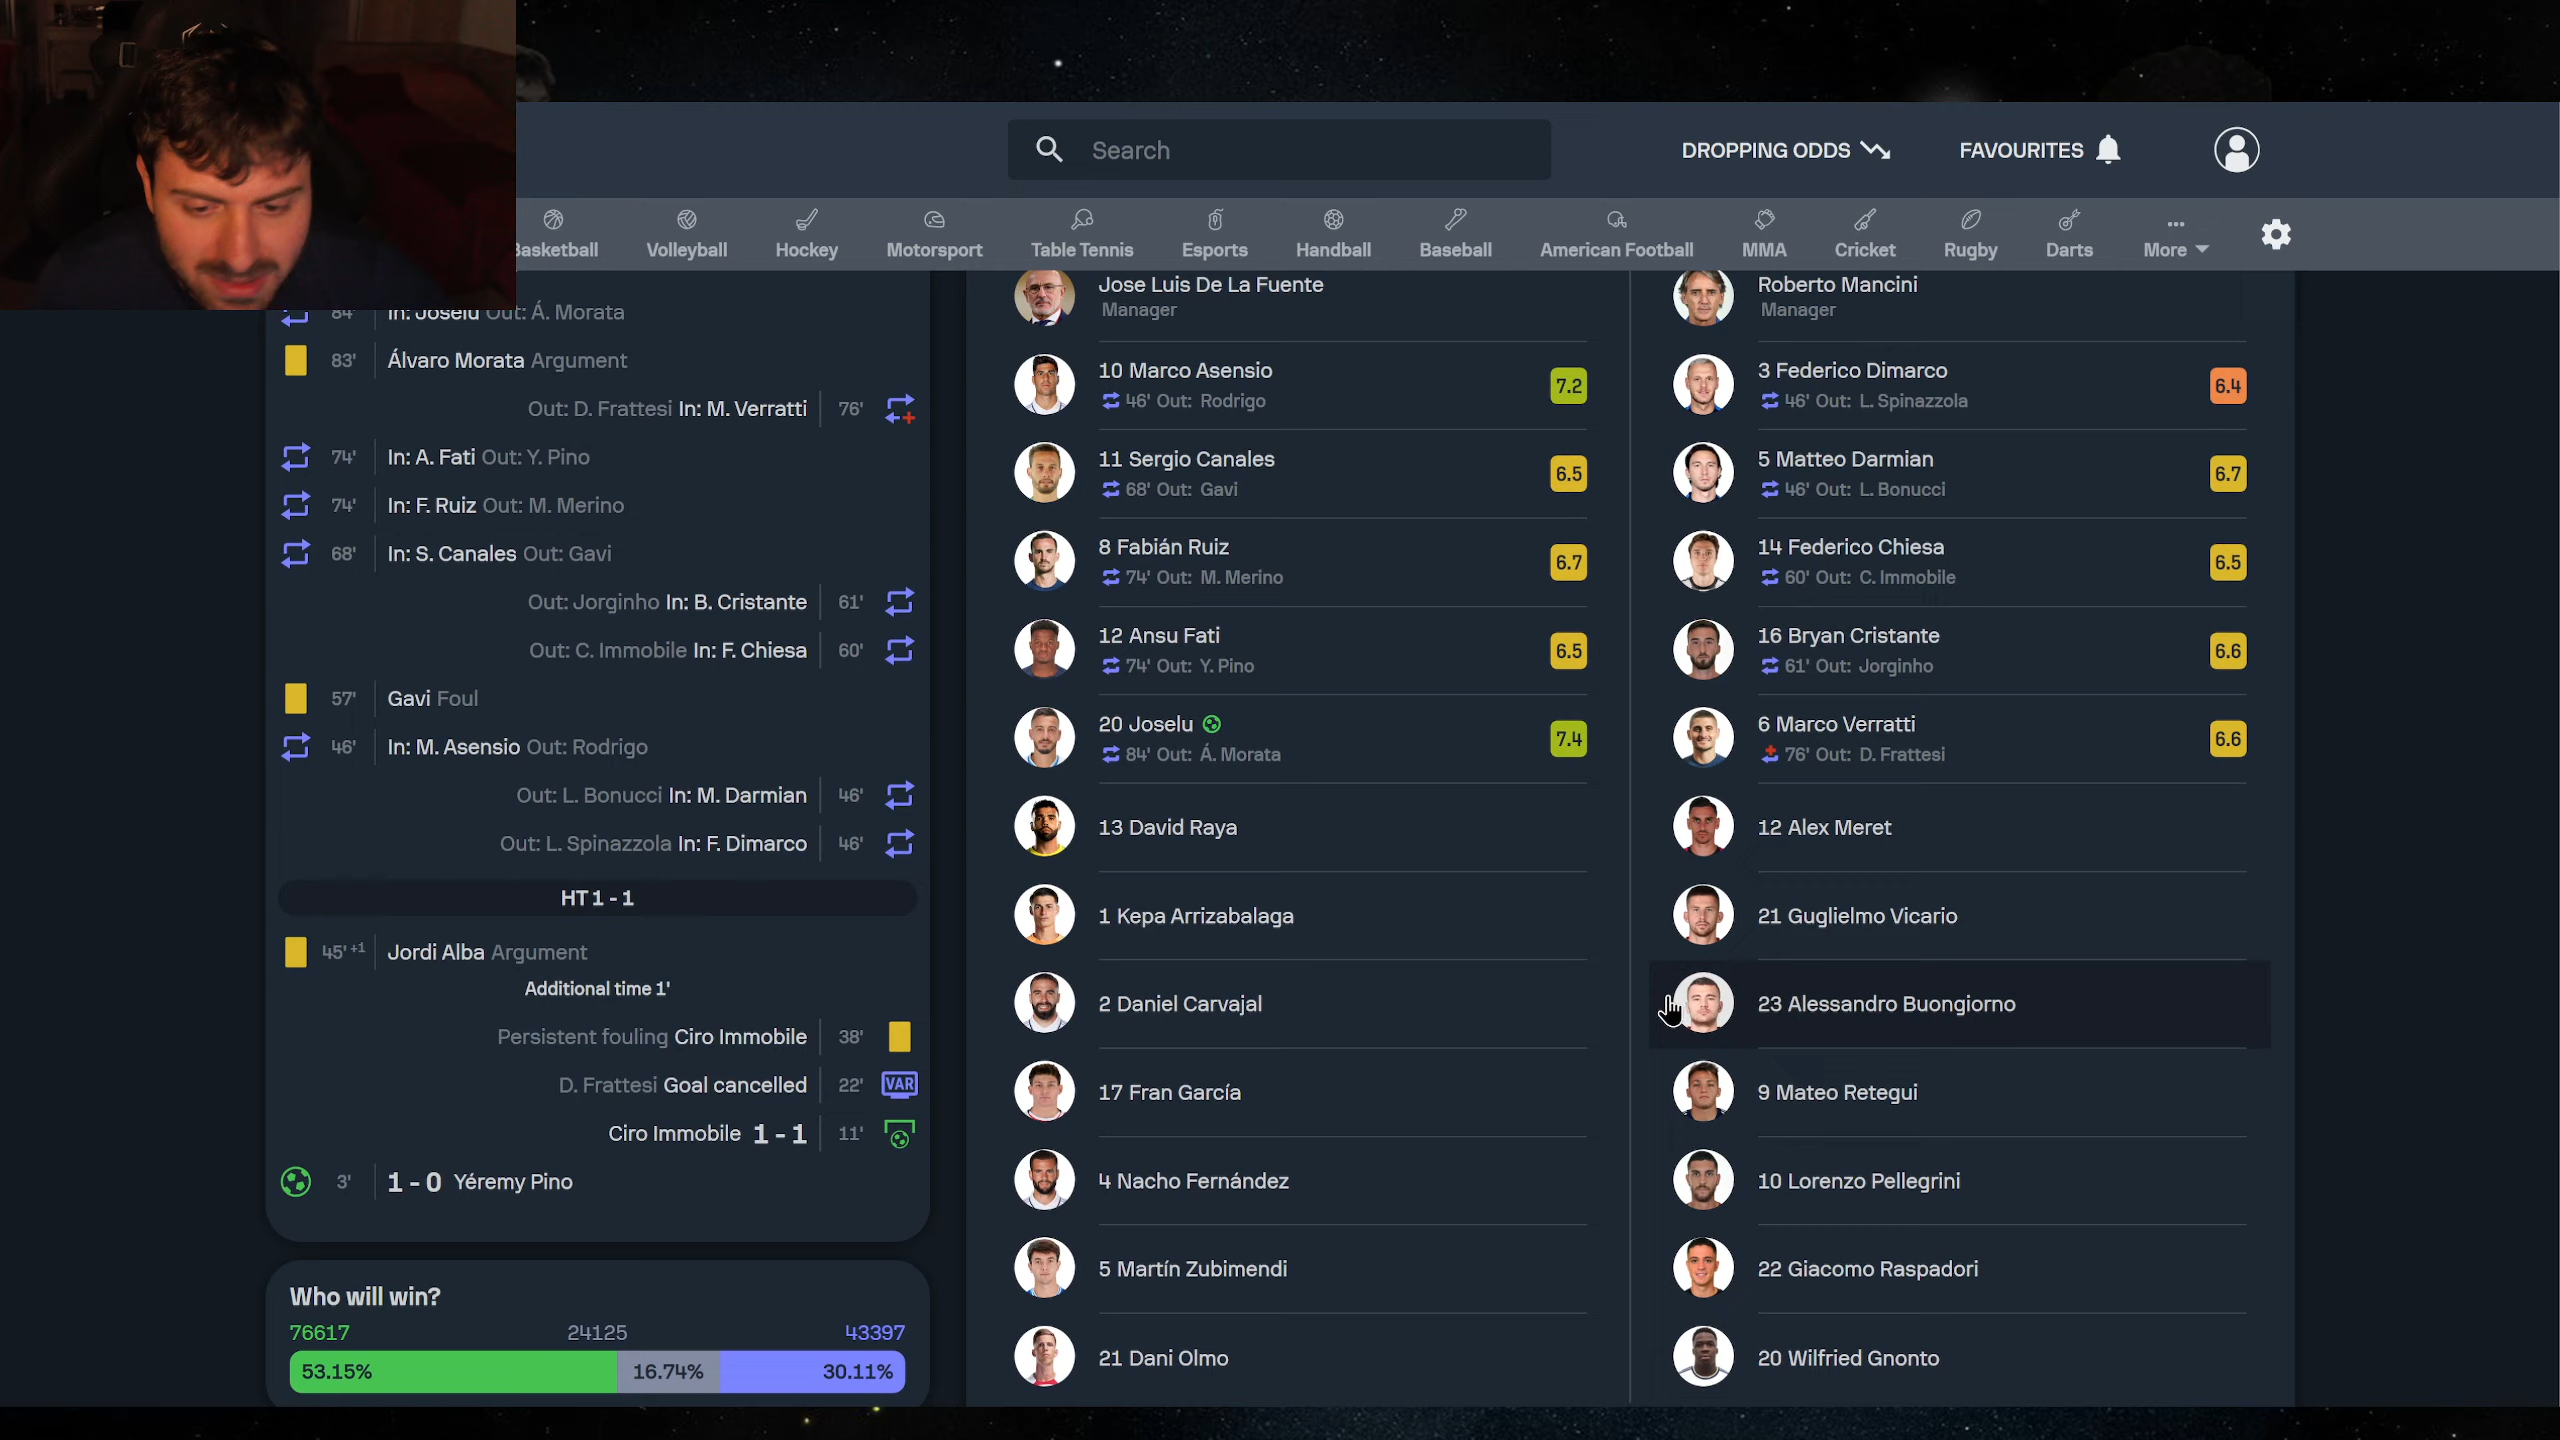 Search
DROPPING ODDS
FAVOURITES
Basketball
Volleyball
Hockey
Motorsport
Table Tennis
Esports
Handball
Baseball
American Football
MMA
Cricket
Rugby
Darts
More
84' In: Joselu Out: Á. Morata
83' Álvaro Morata Argument
Out: D. Frattesi In: M. Verratti 76'
74' In: A. Fati Out: Y. Pino
74' In: F. Ruiz Out: M. Merino
68' In: S. Canales Out: Gavi
Out: Jorginho In: B. Cristante 61'
Out: C. Immobile In: F. Chiesa 60'
57' Gavi Foul
46' In: M. Asensio Out: Rodrigo
Out: L. Bonucci In: M. Darmian 46'
Out: L. Spinazzola In: F. Dimarco 46'
HT 1 - 1
45' +1 Jordi Alba Argument
Additional time 1'
Persistent fouling Ciro Immobile 38'
D. Frattesi Goal cancelled 22' VAR
Ciro Immobile 1 - 1 11'
3' 1 - 0 Yéremy Pino
Who will win?
76617 24125 43397
53.15% 16.74% 30.11%
Jose Luis De La Fuente
Manager
10 Marco Asensio
46' Out: Rodrigo
7.2
11 Sergio Canales
68' Out: Gavi
6.5
8 Fabián Ruiz
74' Out: M. Merino
6.7
12 Ansu Fati
74' Out: Y. Pino
6.5
20 Joselu
84' Out: Á. Morata
7.4
13 David Raya
1 Kepa Arrizabalaga
2 Daniel Carvajal
17 Fran García
4 Nacho Fernández
5 Martín Zubimendi
21 Dani Olmo
Roberto Mancini
Manager
3 Federico Dimarco
46' Out: L. Spinazzola
6.4
5 Matteo Darmian
46' Out: L. Bonucci
6.7
14 Federico Chiesa
60' Out: C. Immobile
6.5
16 Bryan Cristante
61' Out: Jorginho
6.6
6 Marco Verratti
76' Out: D. Frattesi
6.6
12 Alex Meret
21 Guglielmo Vicario
23 Alessandro Buongiorno
9 Mateo Retegui
10 Lorenzo Pellegrini
22 Giacomo Raspadori
20 Wilfried Gnonto